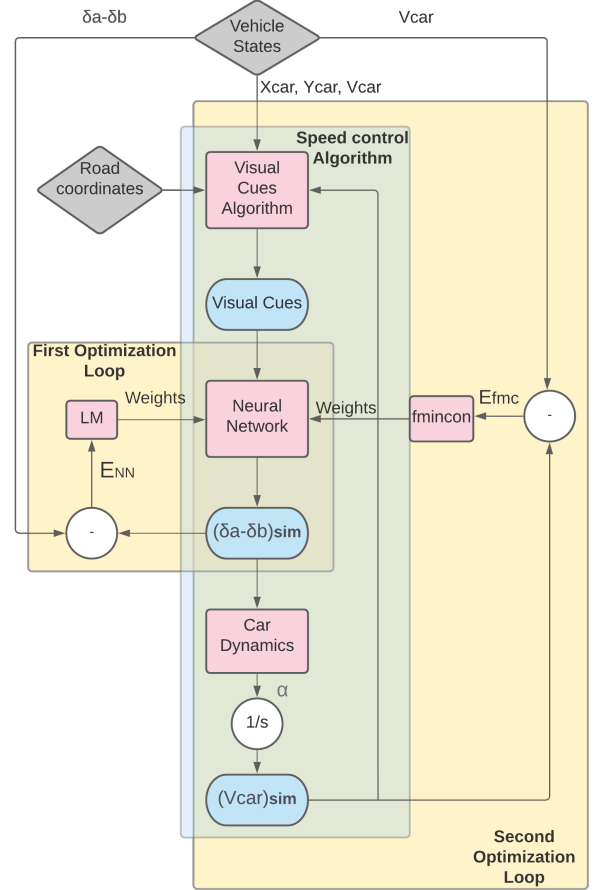 δa-δb
Vehicle
States
Vcar
Xcar, Ycar, Vcar
Speed control
Algorithm
Road
coordinates
Visual
Cues
Algorithm
Visual Cues
First Optimization
Loop
Weights
LM
Neural
Network
Weights
fmincon
Efmc
-
ENN
-
(δa-δb)sim
Car
Dynamics
α
1/s
(Vcar)sim
Second
Optimization
Loop